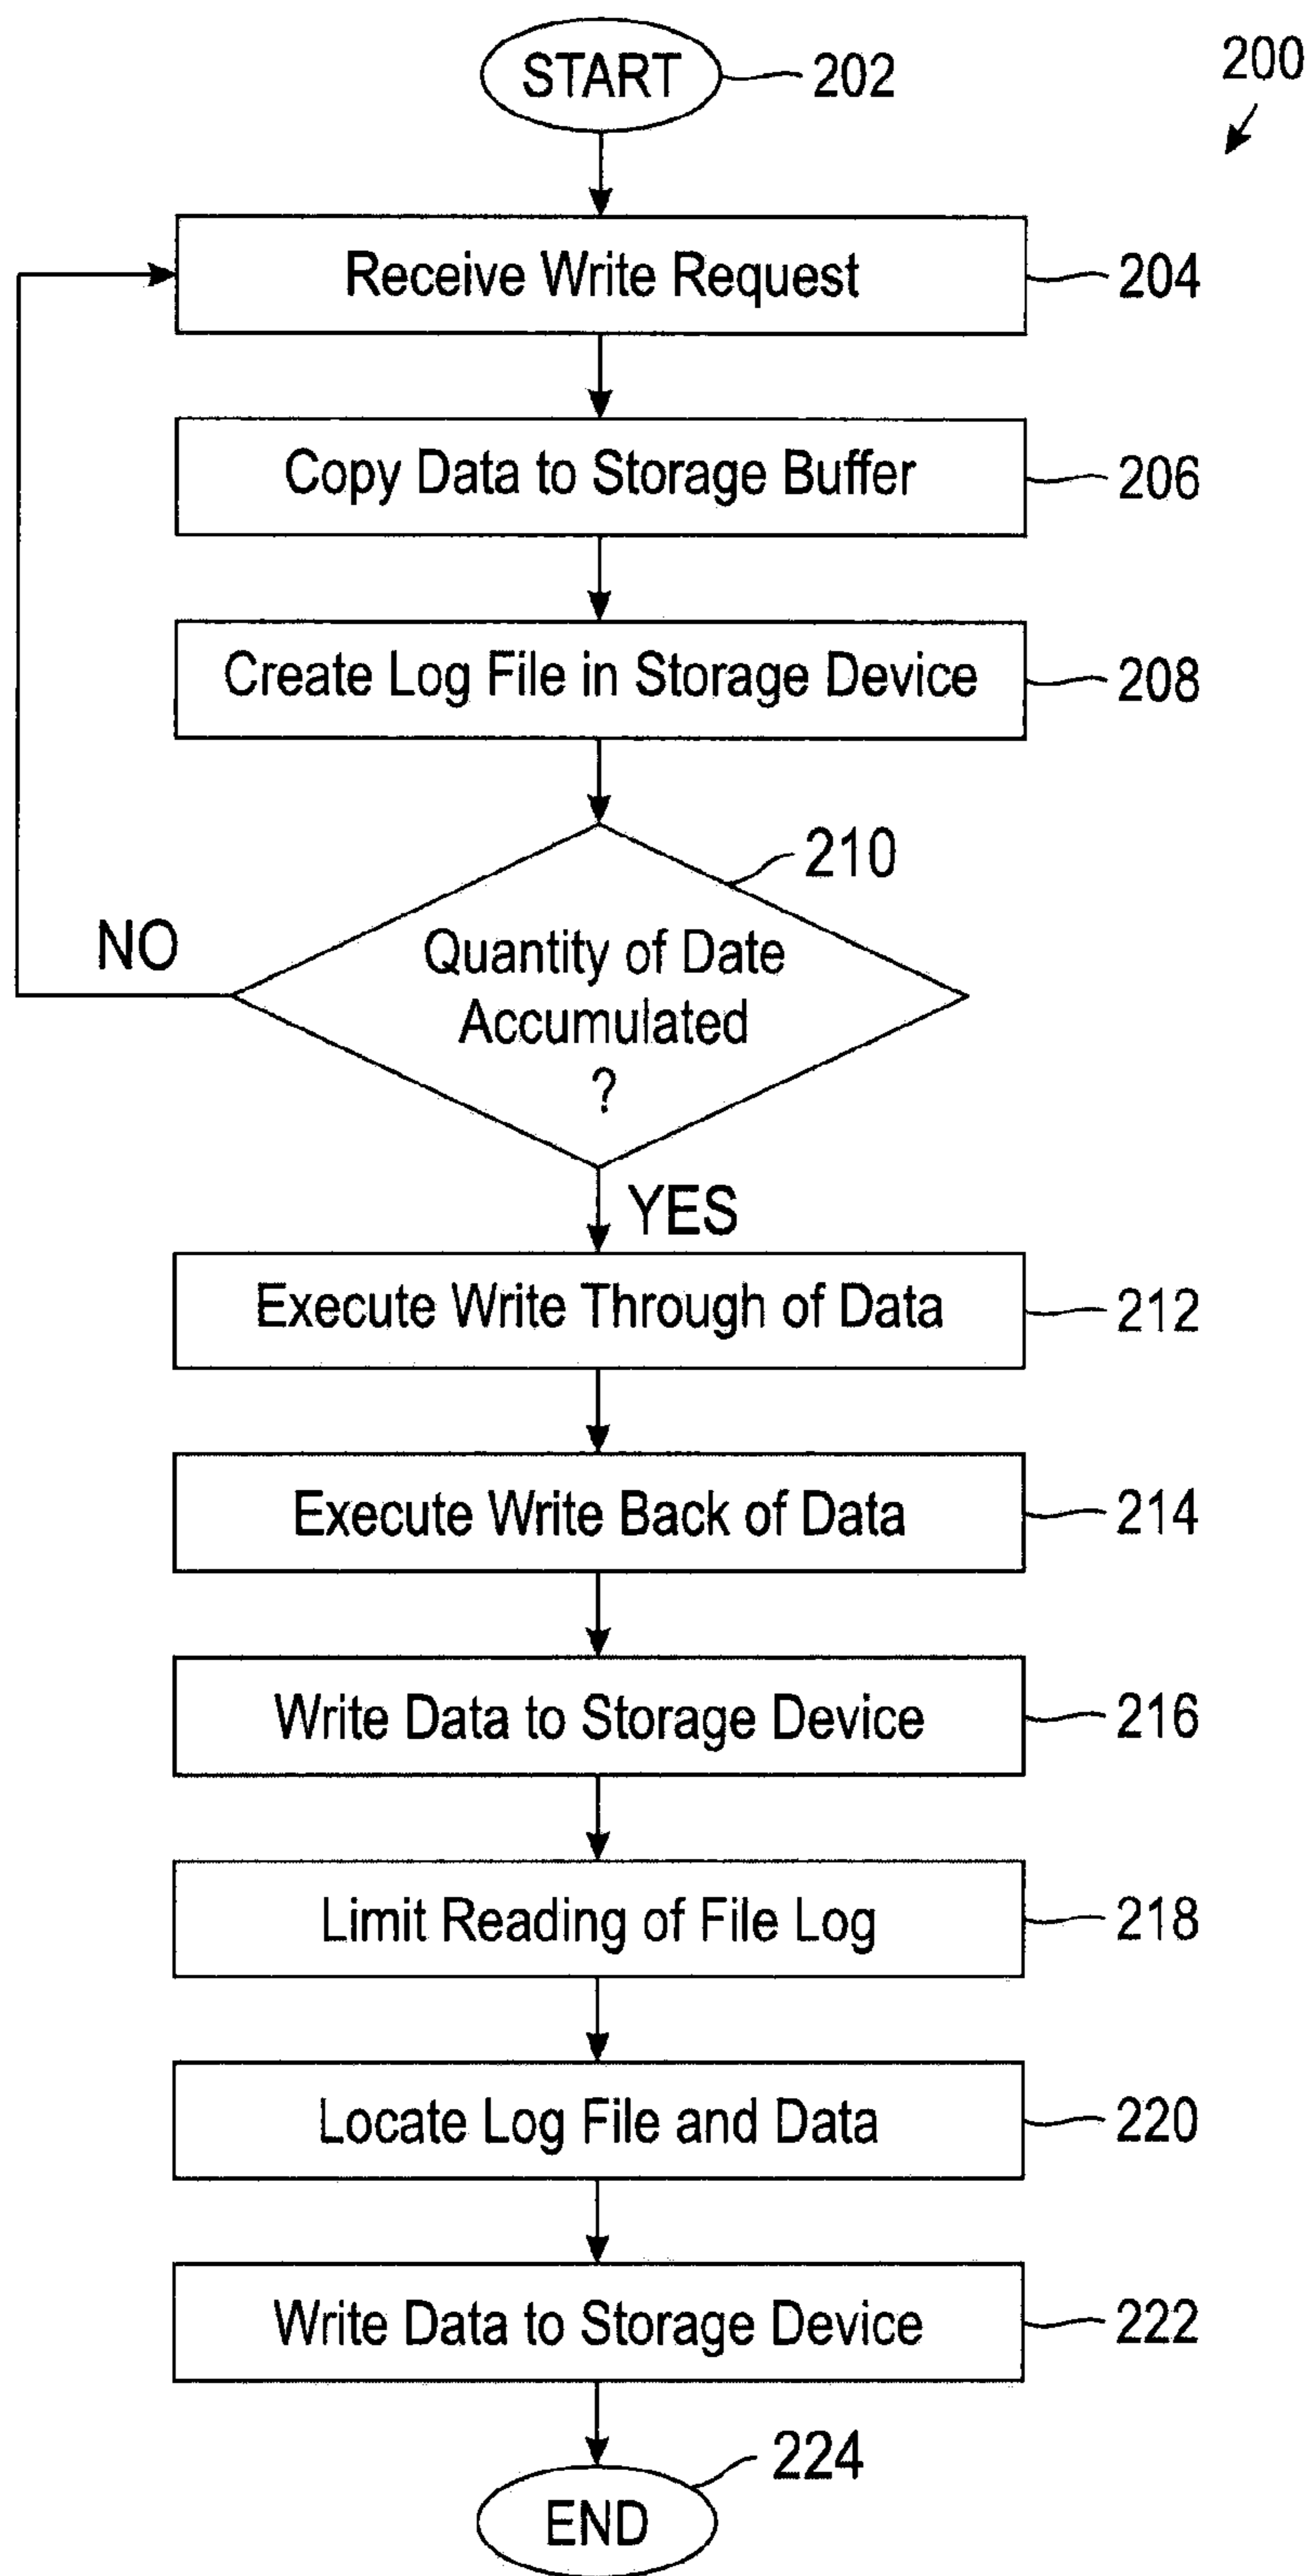 START
202
200
Receive Write Request
204
Copy Data to Storage Buffer
206
Create Log File in Storage Device
208
210
Quantity of Date
Accumulated
?
NO
YES
Execute Write Through of Data
212
Execute Write Back of Data
214
Write Data to Storage Device
216
Limit Reading of File Log
218
Locate Log File and Data
220
Write Data to Storage Device
222
224
END